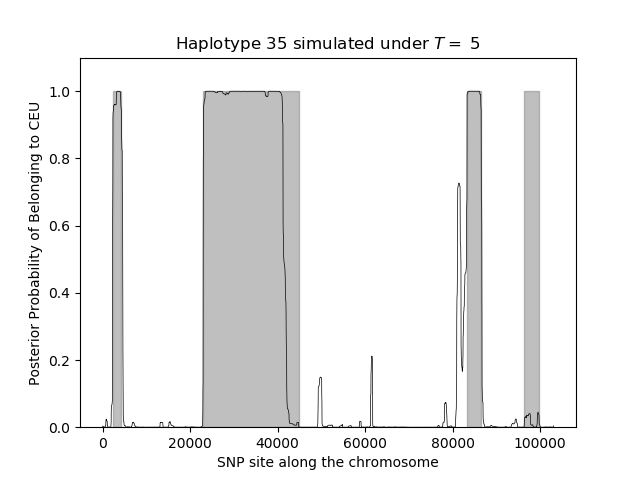 Haplotype 35 simulated under T = 5
Posterior Probability of Belonging to CEU
1.0
0.8
0.6
0.4
0.2
0.0
0 20000 40000 60000 80000 100000
SNP site along the chromosome